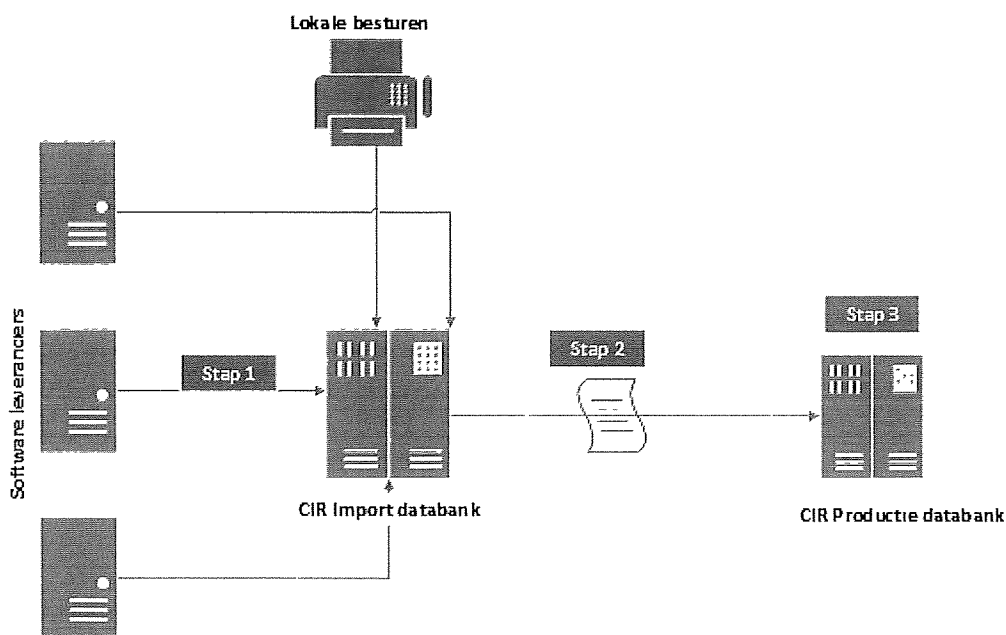 Lokale besturen
Software leveranciers
Stap 1
Stap 2
Stap 3
CIR Import databank
CIR Productie databank